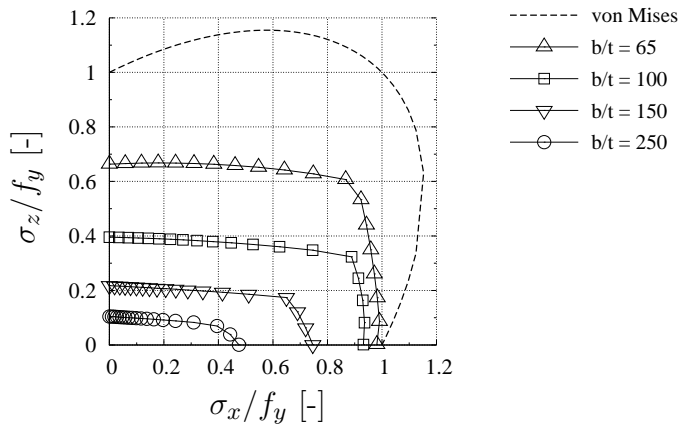 1.2
1
0.8
0.6
0.4
0.2
0
0
0.2
0.4
0.6
0.8
1
1.2
σz/fy [-]
σx/fy [-]
von Mises
b/t = 65
b/t = 100
b/t = 150
b/t = 250